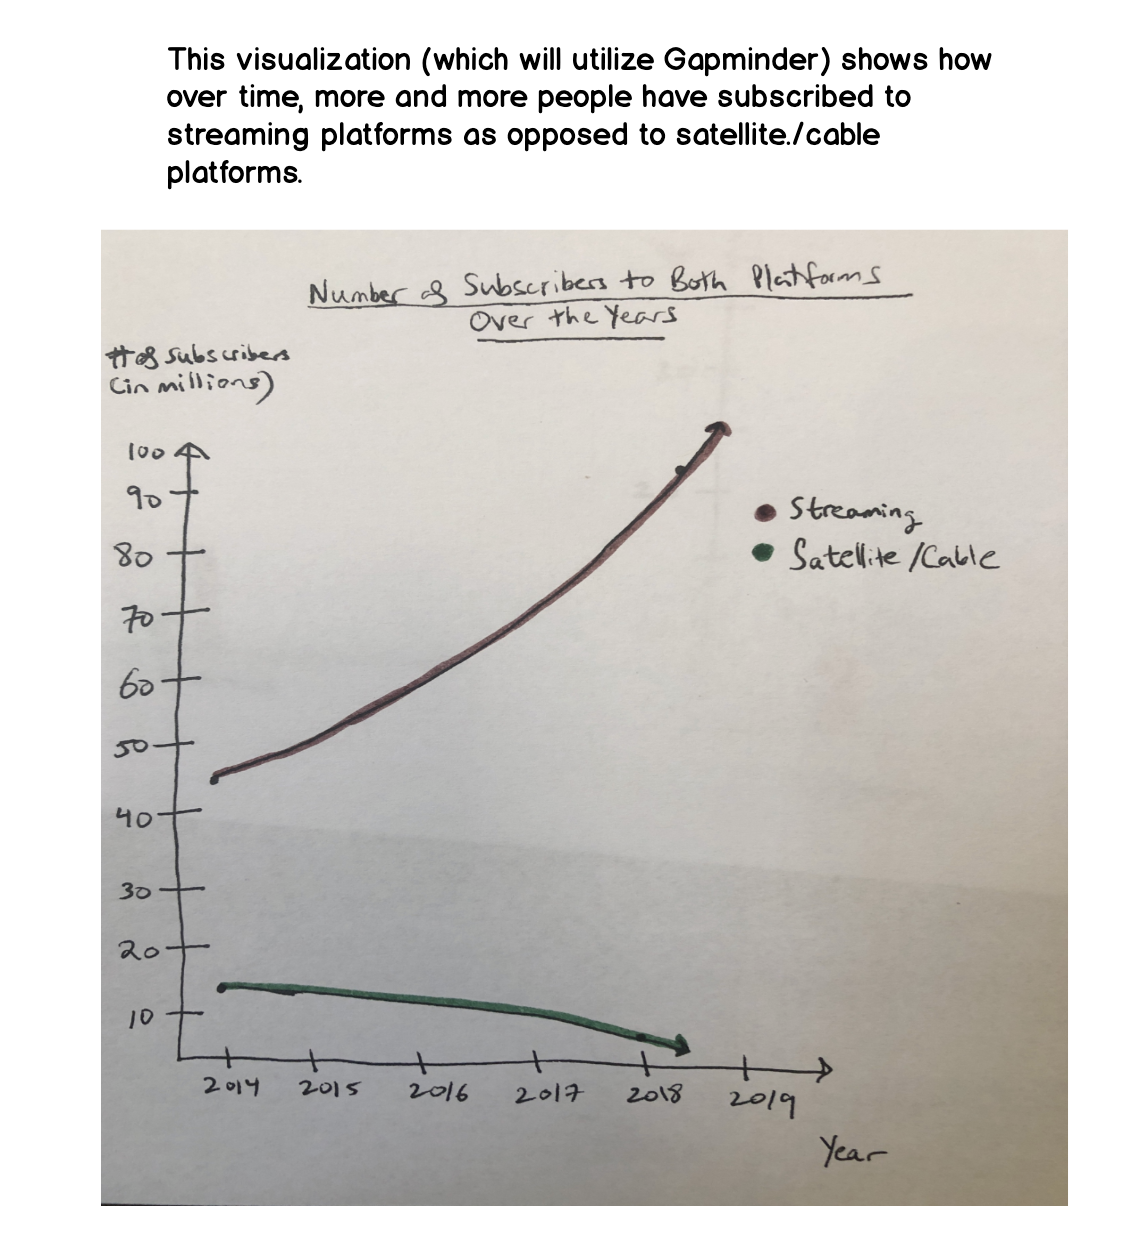 This visualization (which will utilize Gapminder) shows how
over time, more and more people have subscribed to
streaming platforms as opposed to satellite./cable
platforms.
Number of Subscribers to Both Platforms
Over the Years
# of subscribers
(in millions)
100
90
80
70
60
50
40
30
20
10
Streaming
Satellite/Cable
2014 2015 2016 2017 2018 2019
Year